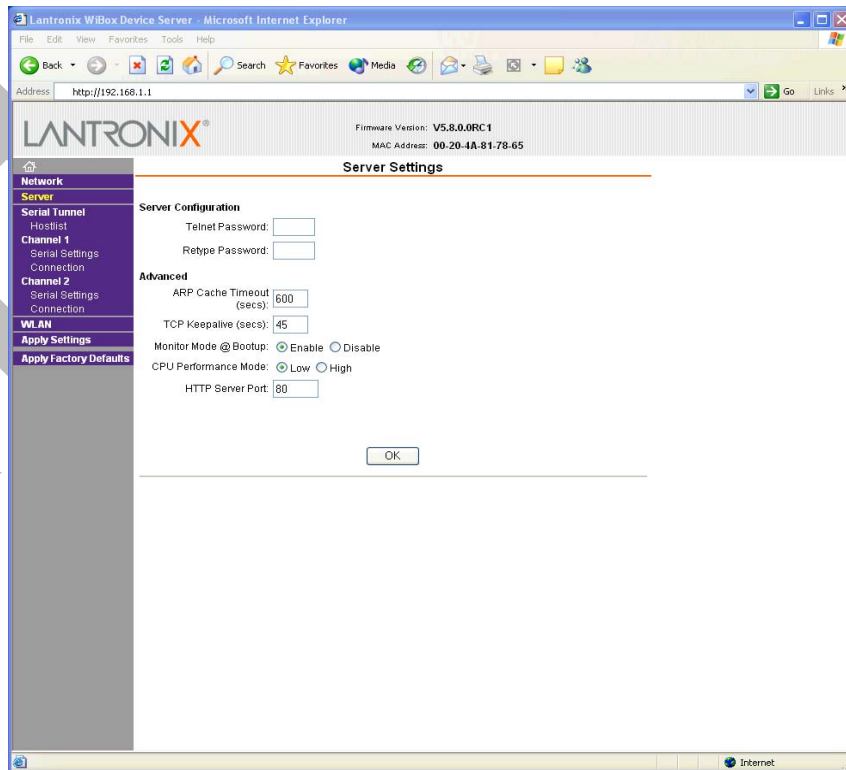 Lantronix WiBox Device Server - Microsoft Internet Explorer
File Edit View Favorites Tools Help
Back Search Favorites Media
Address http://192.168.1.1 Go Links »
LANTRONIX®
Firmware Version: V5.8.0.0RC1
MAC Address: 00-20-4A-81-78-65
Server Settings
Network
Server
Serial Tunnel
Hostlist
Channel 1
Serial Settings
Connection
Channel 2
Serial Settings
Connection
WLAN
Apply Settings
Apply Factory Defaults
Server Configuration
Telnet Password:
Retype Password:
Advanced
ARP Cache Timeout
(secs): 600
TCP Keepalive (secs): 45
Monitor Mode @ Bootup: Enable Disable
CPU Performance Mode: Low High
HTTP Server Port: 80
OK
Internet